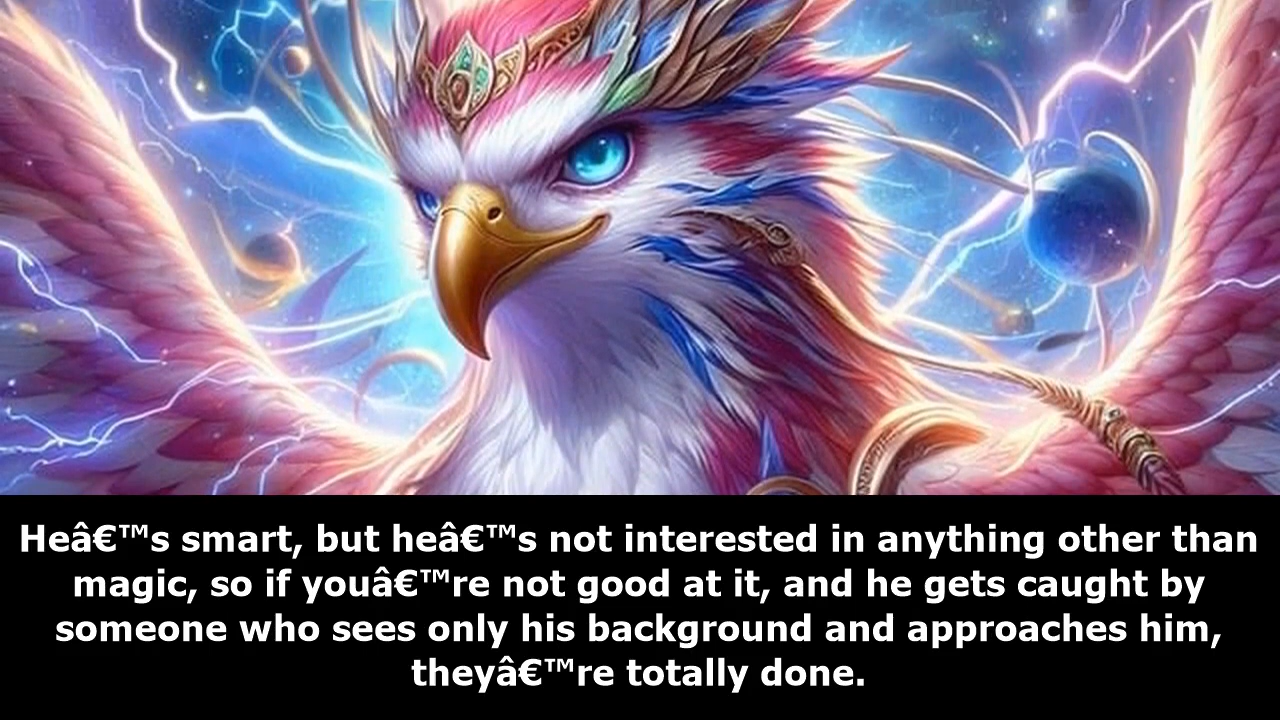 Heâ€™s smart, but heâ€™s not interested in anything other than
magic, so if youâ€™re not good at it, and he gets caught by
someone who sees only his background and approaches him,
theyâ€™re totally done.